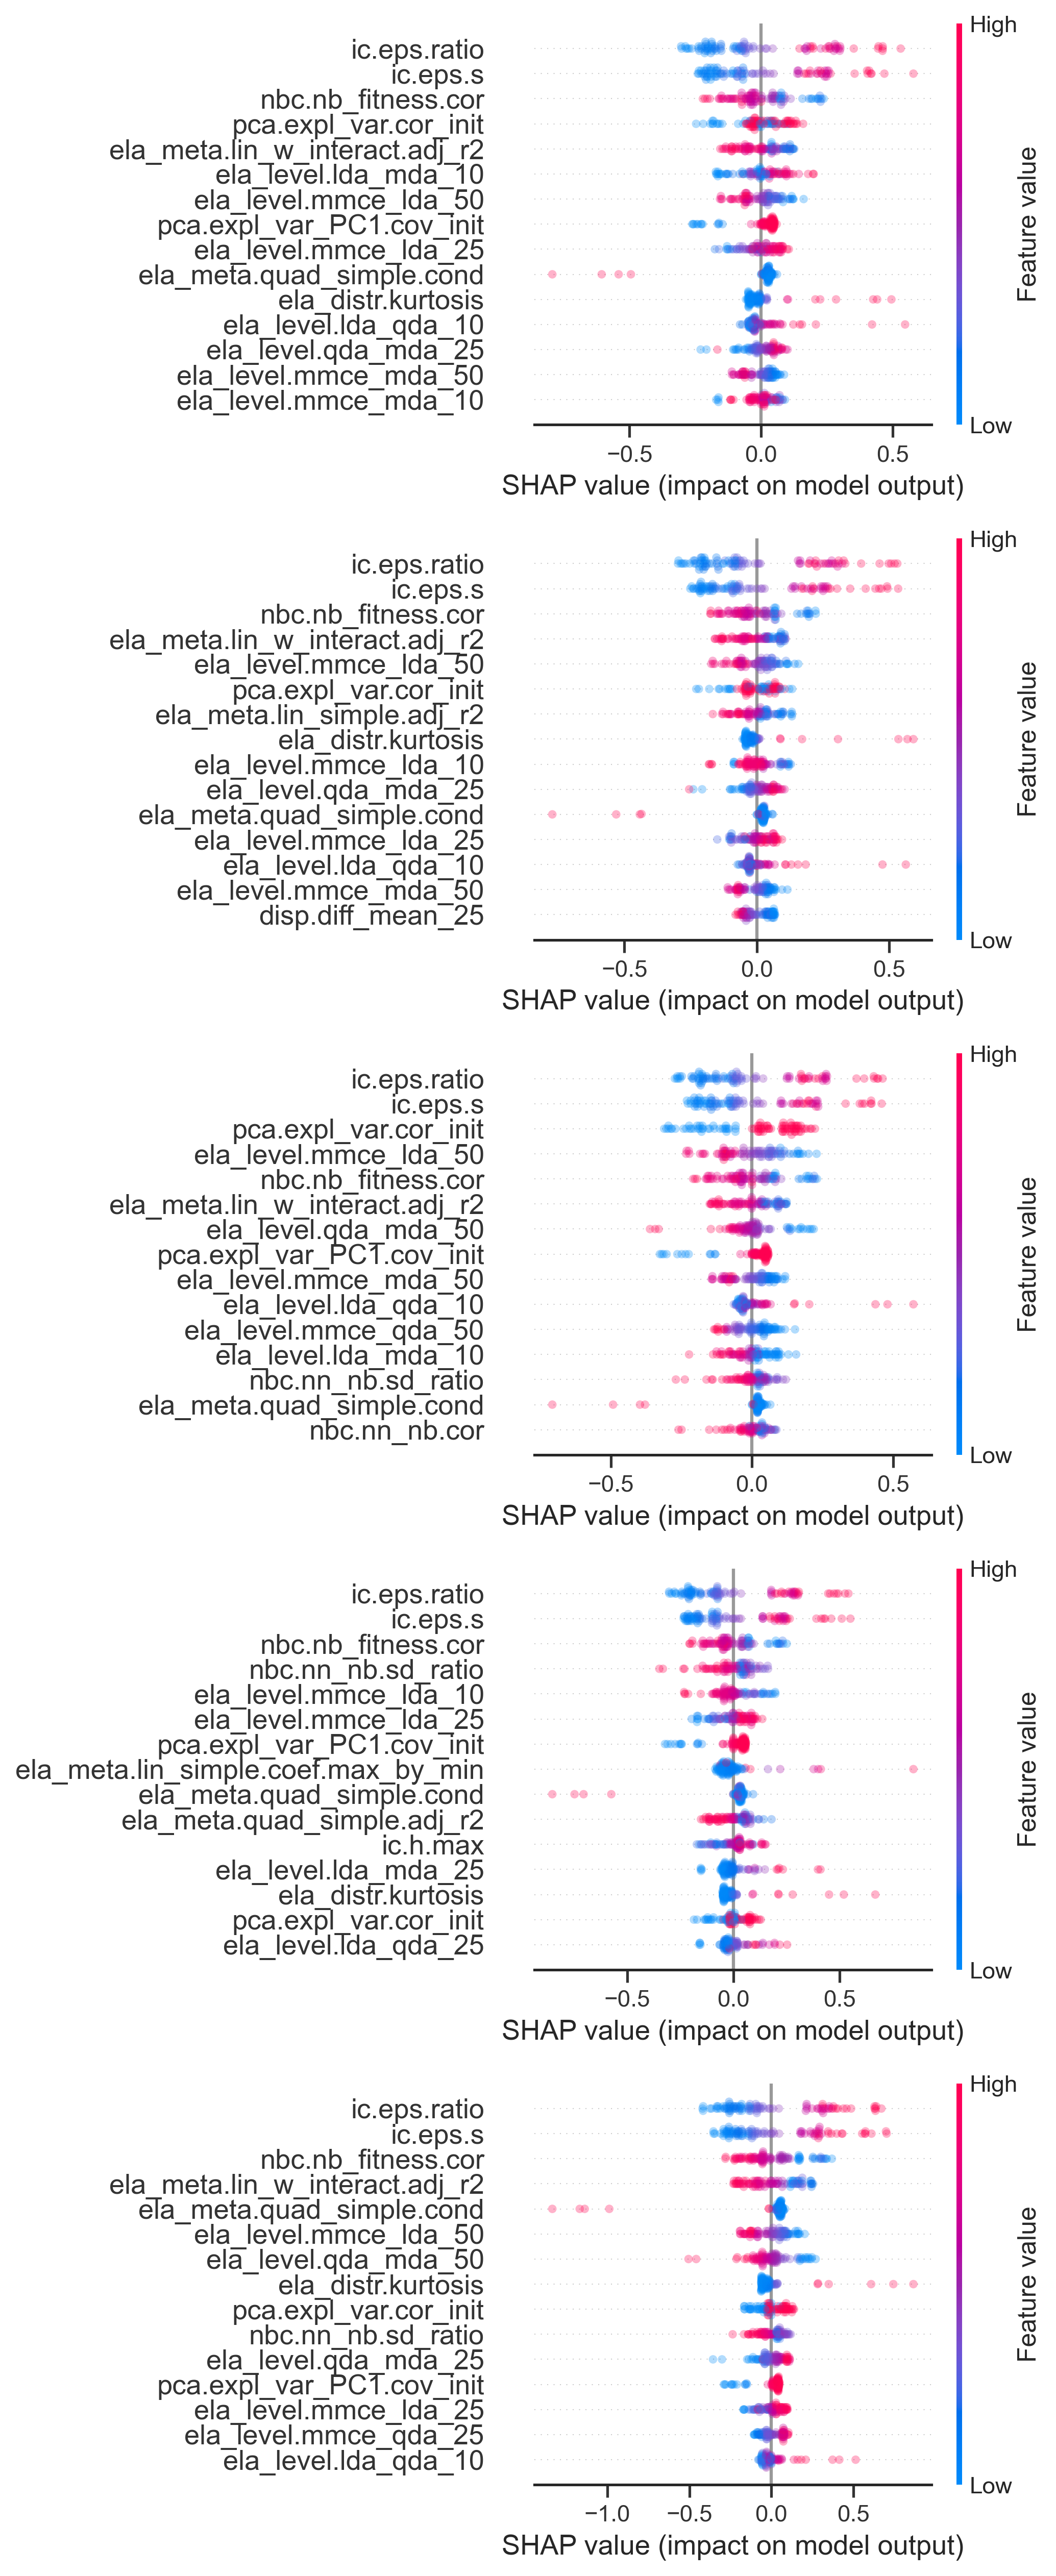 High
ic.eps.ratio
ic.eps.s
nbc.nb_fitness.cor
pca.expl_var.cor_init
ela_meta.lin_w_interact.adj_r2
ela_level.lda_mda_10
ela_level.mmce_lda_50
pca.expl_var_PC1.cov_init
ela_level.mmce_lda_25
ela_meta.quad_simple.cond
ela_distr.kurtosis
ela_level.lda_qda_10
ela_level.qda_mda_25
ela_level.mmce_mda_50
ela_level.mmce_mda_10
Feature value
Low
−0.5 0.0 0.5
SHAP value (impact on model output)
High
ic.eps.ratio
ic.eps.s
nbc.nb_fitness.cor
ela_meta.lin_w_interact.adj_r2
ela_level.mmce_lda_50
pca.expl_var.cor_init
ela_meta.lin_simple.adj_r2
ela_distr.kurtosis
ela_level.mmce_lda_10
ela_level.qda_mda_25
ela_meta.quad_simple.cond
ela_level.mmce_lda_25
ela_level.lda_qda_10
ela_level.mmce_mda_50
disp.diff_mean_25
Feature value
Low
−0.5 0.0 0.5
SHAP value (impact on model output)
High
ic.eps.ratio
ic.eps.s
pca.expl_var.cor_init
ela_level.mmce_lda_50
nbc.nb_fitness.cor
ela_meta.lin_w_interact.adj_r2
ela_level.qda_mda_50
pca.expl_var_PC1.cov_init
ela_level.mmce_mda_50
ela_level.lda_qda_10
ela_level.mmce_qda_50
ela_level.lda_mda_10
nbc.nn_nb.sd_ratio
ela_meta.quad_simple.cond
nbc.nn_nb.cor
Feature value
Low
−0.5 0.0 0.5
SHAP value (impact on model output)
High
ic.eps.ratio
ic.eps.s
nbc.nb_fitness.cor
nbc.nn_nb.sd_ratio
ela_level.mmce_lda_10
ela_level.mmce_lda_25
pca.expl_var_PC1.cov_init
ela_meta.lin_simple.coef.max_by_min
ela_meta.quad_simple.cond
ela_meta.quad_simple.adj_r2
ic.h.max
ela_level.lda_mda_25
ela_distr.kurtosis
pca.expl_var.cor_init
ela_level.lda_qda_25
Feature value
Low
−0.5 0.0 0.5
SHAP value (impact on model output)
High
ic.eps.ratio
ic.eps.s
nbc.nb_fitness.cor
ela_meta.lin_w_interact.adj_r2
ela_meta.quad_simple.cond
ela_level.mmce_lda_50
ela_level.qda_mda_50
ela_distr.kurtosis
pca.expl_var.cor_init
nbc.nn_nb.sd_ratio
ela_level.qda_mda_25
pca.expl_var_PC1.cov_init
ela_level.mmce_lda_25
ela_level.mmce_qda_25
ela_level.lda_qda_10
Feature value
Low
−1.0 −0.5 0.0 0.5
SHAP value (impact on model output)